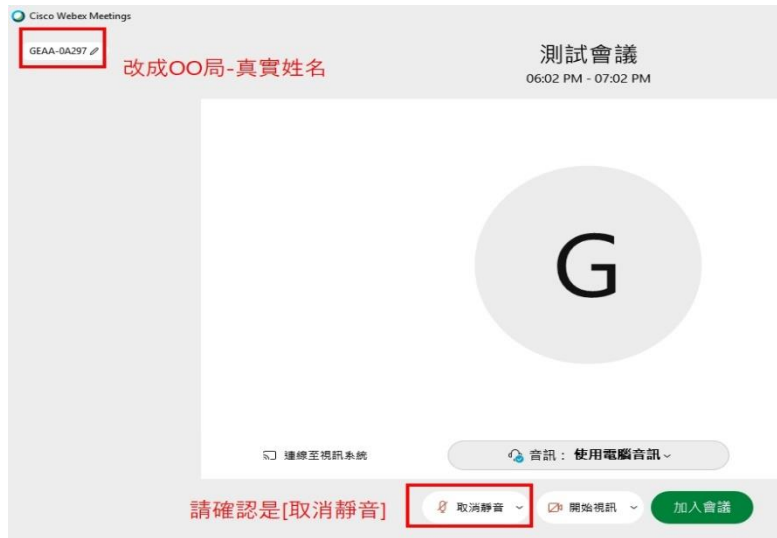 Cisco Webex Meetings
GEAA-0A297
改成OO局-真實姓名
測試會議
06:02 PM - 07:02 PM
G
連線至視訊系統
音訊： 使用電腦音訊
請確認是[取消靜音]
取消靜音
開始視訊
加入會議